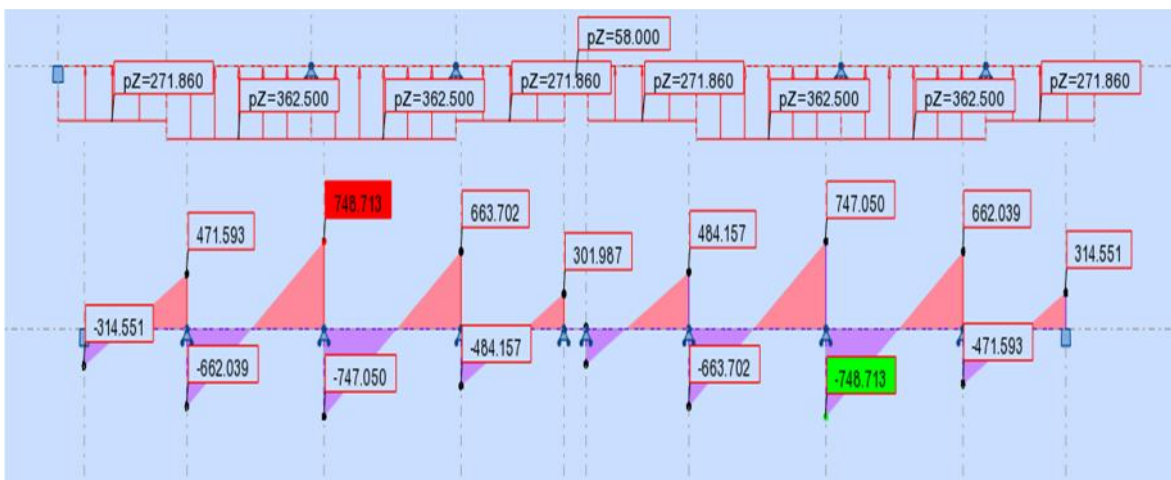 pZ=58.000
pZ=271.860
pZ=271.860
pZ=271.860
pZ=271.860
pZ=362.500
pZ=362.500
pZ=362.500
pZ=362.500
748.713
747.050
663.702
662.039
471.593
484.157
314.551
301.987
-314.551
-484.157
-471.593
-662.039
-747.050
-663.702
-748.713